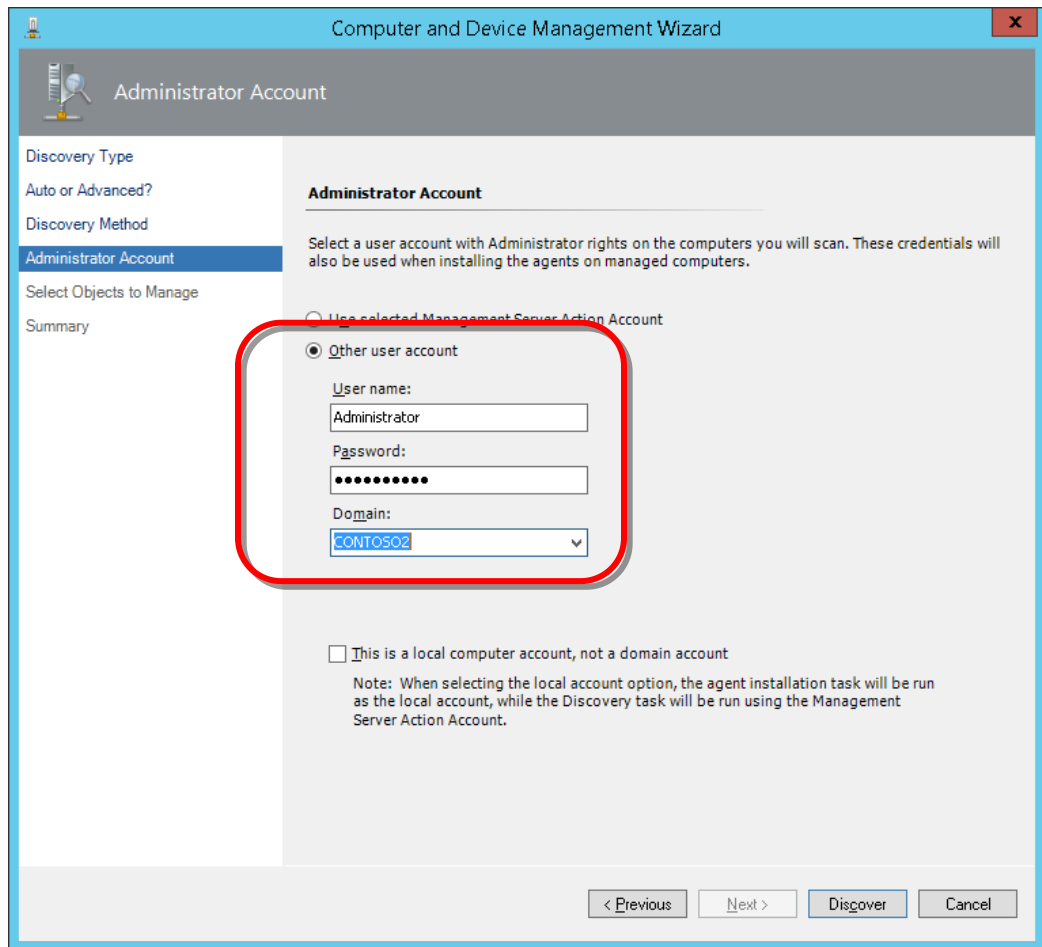 Computer and Device Management Wizard
x
Administrator Account
Discovery Type
Auto or Advanced?
Discovery Method
Administrator Account
Select Objects to Manage
Summary
Administrator Account
Select a user account with Administrator rights on the computers you will scan. These credentials will
also be used when installing the agents on managed computers.
Use selected Management Server Action Account
Other user account
User name:
Administrator
Password:
••••••••••
Domain:
CONTOSO2
This is a local computer account, not a domain account
Note: When selecting the local account option, the agent installation task will be run
as the local account, while the Discovery task will be run using the Management
Server Action Account.
< Previous
Next >
Discover
Cancel